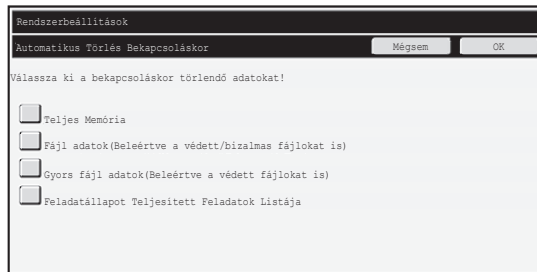 Rendszerbeállítások
Automatikus Törlés Bekapcsoláskor Mégsem OK
Válassza ki a bekapcsoláskor törlendő adatokat!
Teljes Memória
Fájl adatok(Beleértve a védett/bizalmas fájlokat is)
Gyors fájl adatok(Beleértve a védett fájlokat is)
Feladatállapot Teljesített Feladatok Listája